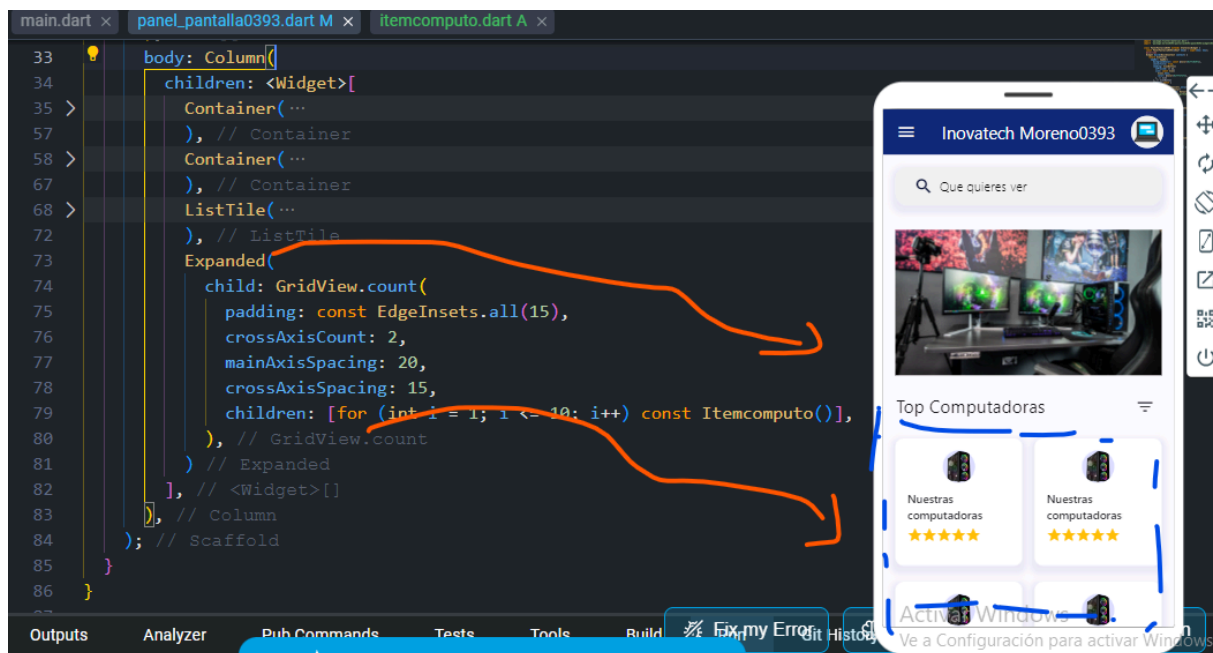 main.dart × panel_pantalla0393.dart M × itemcomputo.dart A ×
33 body: Column(
34 children: <Widget>[
35 > Container( ···
57 ), // Container
58 > Container( ···
67 ), // Container
68 > ListTile( ···
72 ), // ListTile
73 Expanded(
74 child: GridView.count(
75 padding: const EdgeInsets.all(15),
76 crossAxisCount: 2,
77 mainAxisSpacing: 20,
78 crossAxisSpacing: 15,
79 children: [for (int i = 1; i <= 10; i++) const Itemcomputo()],
80 ), // GridView.count
81 ) // Expanded
82 ], // <Widget>[]
83 ), // Column
84 ); // Scaffold
85 }
86 }
Outputs Analyzer Pub Commands Tests Tools Build Run Git History
Fix my Error
Inovatech Moreno0393
Que quieres ver
Top Computadoras
Nuestras
computadoras
Nuestras
computadoras
Activar Windows
Ve a Configuración para activar Windows